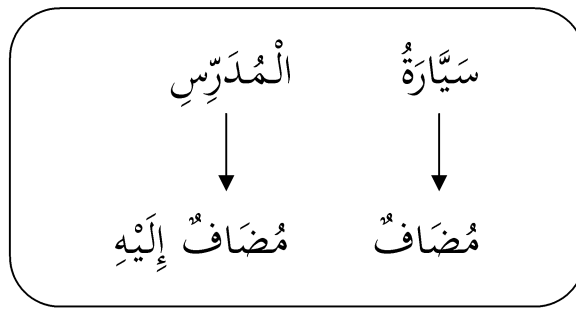 سَيَّارَةُ الْمُدَرِّسِ
مُضَافٌ مُضَافٌ إِلَيْهِ